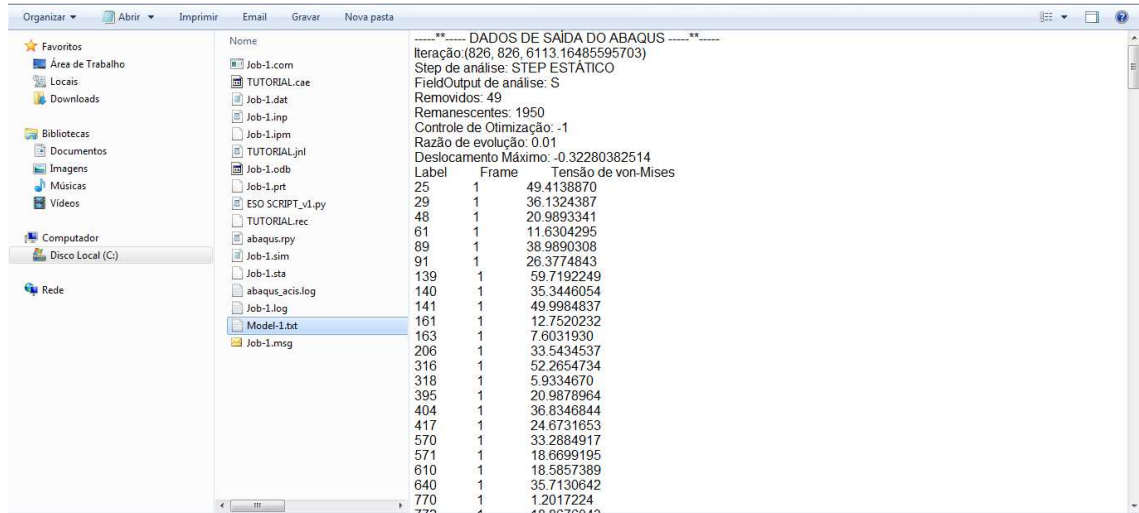 Organizar Abrir Imprimir Email Gravar Nova pasta
Favoritos
Área de Trabalho
Locais
Downloads
Bibliotecas
Documentos
Imagens
Músicas
Vídeos
Computador
Disco Local (C:)
Rede
Nome
Job-1.com
TUTORIAL.cae
Job-1.dat
Job-1.inp
Job-1.ipm
TUTORIAL.jnl
Job-1.odb
Job-1.prt
ESO SCRIPT_v1.py
TUTORIAL.rec
abaqus.rpy
Job-1.sim
Job-1.sta
abaqus_acis.log
Job-1.log
Model-1.txt
Job-1.msg
-----**----- DADOS DE SAÍDA DO ABAQUS -----**-----
Iteração:(826, 826, 6113.16485595703)
Step de análise: STEP ESTÁTICO
FieldOutput de análise: S
Removidos: 49
Remanescentes: 1950
Controle de Otimização: -1
Razão de evolução: 0.01
Deslocamento Máximo: -0.32280382514
Label Frame Tensão de von-Mises
25 1 49.4138870
29 1 36.1324387
48 1 20.9893341
61 1 11.6304295
89 1 38.9890308
91 1 26.3774843
139 1 59.7192249
140 1 35.3446054
141 1 49.9984837
161 1 12.7520232
163 1 7.6031930
206 1 33.5434537
316 1 52.2654734
318 1 5.9334670
395 1 20.9878964
404 1 36.8346844
417 1 24.6731653
570 1 33.2884917
571 1 18.6699195
610 1 18.5857389
640 1 35.7130642
770 1 1.2017224